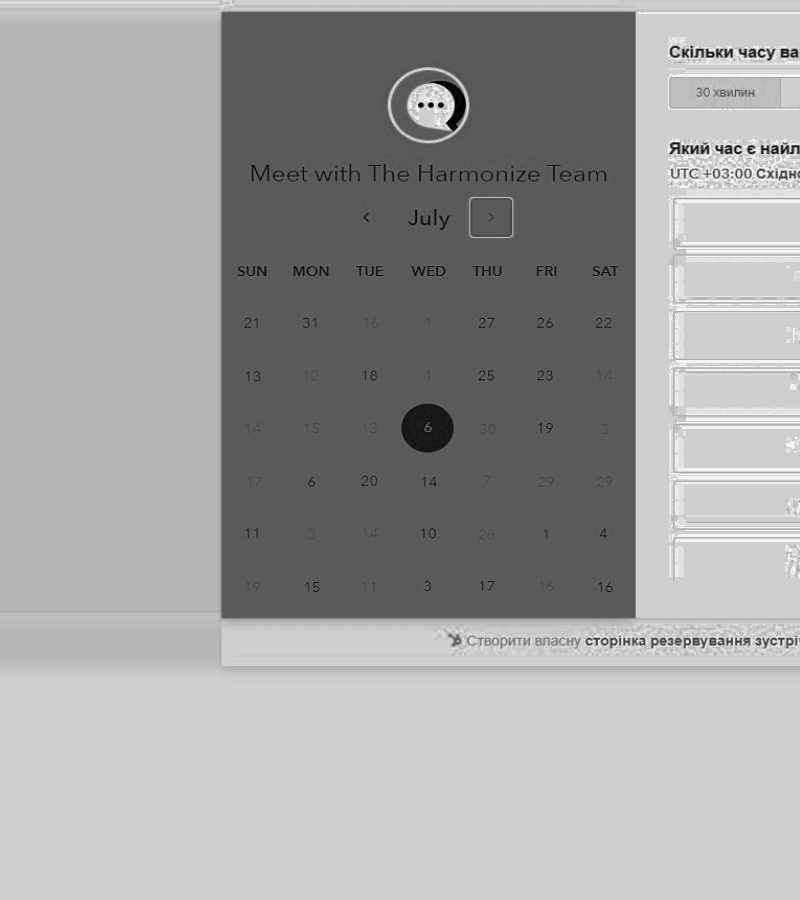 Meet with The Harmonize Team
July
SUN MON TUE WED THU FRI SAT
21 31 16 1 27 26 22
13 12 18 1 25 23 14
14 15 13 6 30 19 3
17 6 20 14 7 29 29
11 3 14 10 28 1 4
19 15 11 3 17 16 16
Скільки часу ва
30 хвилин
Який час є найл
UTC +03:00 Східно
Створити власну сторінка резервування зустріч